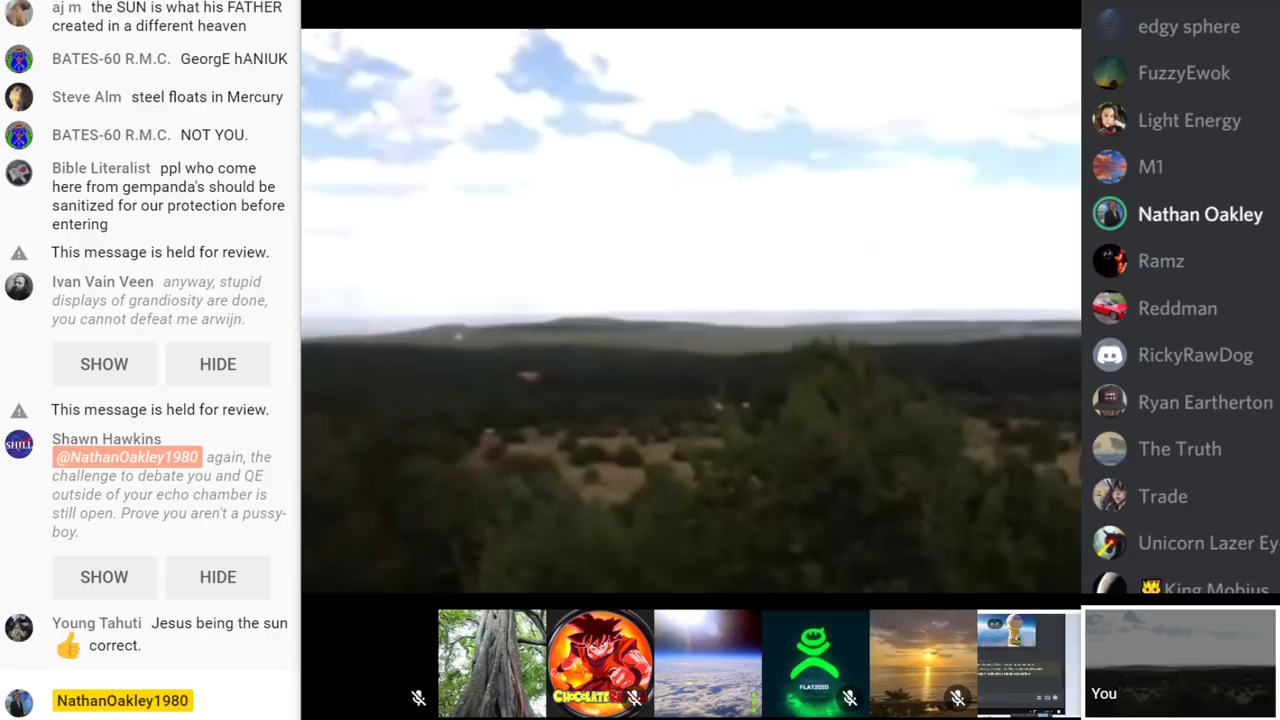 aj m the SUN is what his FATHER
created in a different heaven
BATES-60 R.M.C. GeorgE hANIUK
Steve Alm steel floats in Mercury
BATES-60 R.M.C. NOT YOU.
Bible Literalist ppl who come
here from gempanda's should be
sanitized for our protection before
entering
This message is held for review.
Ivan Vain Veen anyway, stupid
displays of grandiosity are done,
you cannot defeat me arwijn.
SHOW HIDE
This message is held for review.
SHILL
Shawn Hawkins
@NathanOakley1980 again, the
challenge to debate you and QE
outside of your echo chamber is
still open. Prove you aren't a pussy-
boy.
SHOW HIDE
Young Tahuti Jesus being the sun
👍 correct.
NathanOakley1980
CHOCOLATE
FLATZOID
You
edgy sphere
FuzzyEwok
Light Energy
M1
Nathan Oakley
Ramz
Reddman
RickyRawDog
Ryan Eartherton
The Truth
Trade
Unicorn Lazer Ey
👑King Mobius